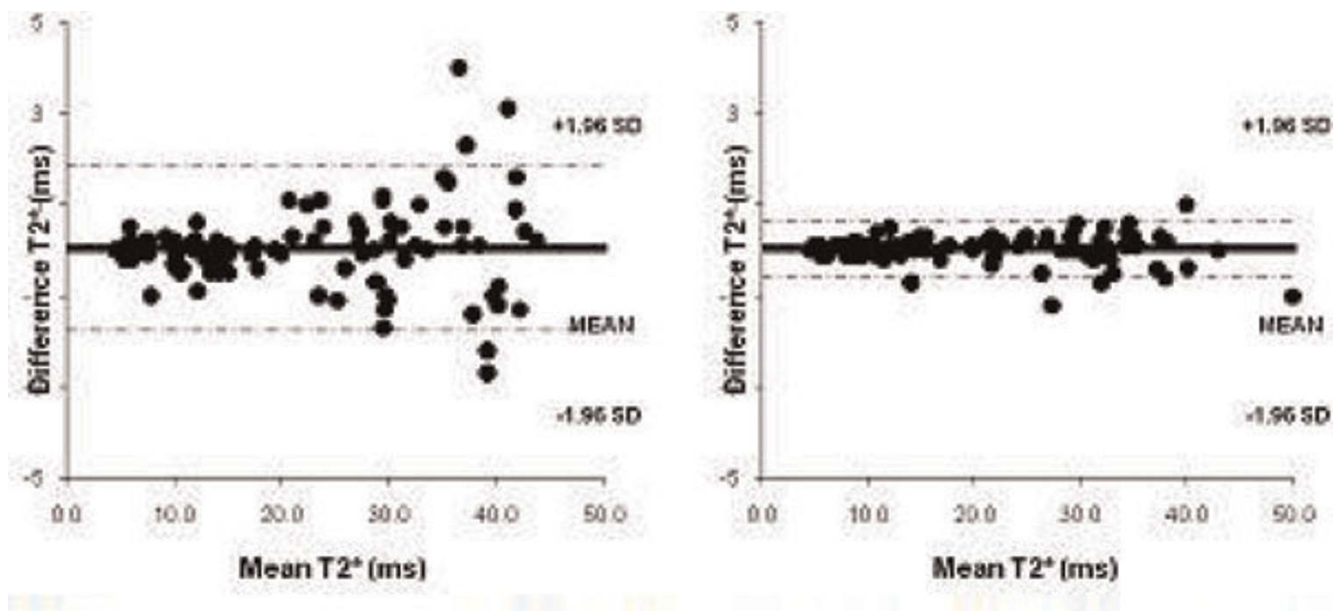 5
3
-1
-5
Difference T2* (ms)
+1.96 SD
MEAN
-1.96 SD
0.0 10.0 20.0 30.0 40.0 50.0
Mean T2* (ms)
5
3
-1
-5
Difference T2* (ms)
+1.96 SD
MEAN
-1.96 SD
0.0 10.0 20.0 30.0 40.0 50.0
Mean T2* (ms)